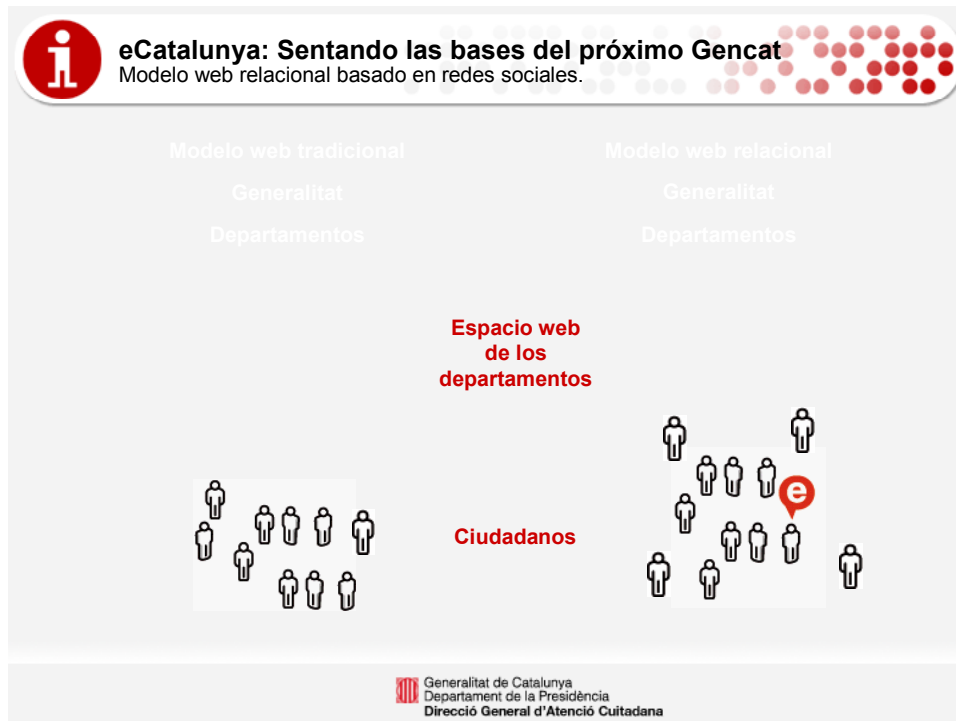 eCatalunya: Sentando las bases del próximo Gencat
Modelo web relacional basado en redes sociales.
Modelo web tradicional
Modelo web relacional
Generalitat
Generalitat
Departamentos
Departamentos
Espacio web
de los
departamentos
e
Ciudadanos
Generalitat de Catalunya
Departament de la Presidència
Direcció General d'Atenció Cuitadana